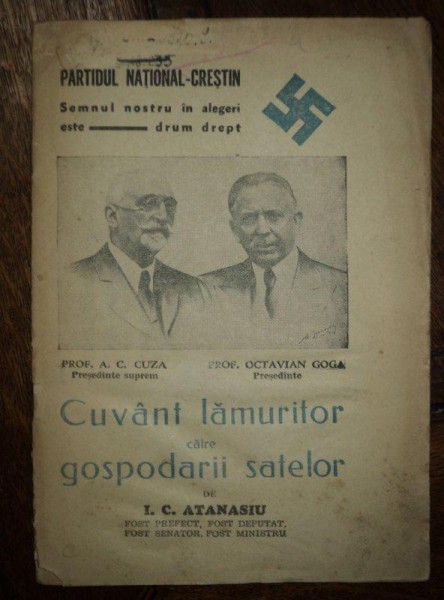 PARTIDUL NAȚIONAL-CREȘTIN
Semnul nostru în alegeri
este ——— drum drept
PROF. A. C. CUZA
Președinte suprem
PROF. OCTAVIAN GOGA
Președinte
Cuvânt lămuritor
către
gospodarii satelor
DE
I. C. ATANASIU
FOST PREFECT, FOST DEPUTAT,
FOST SENATOR, FOST MINISTRU